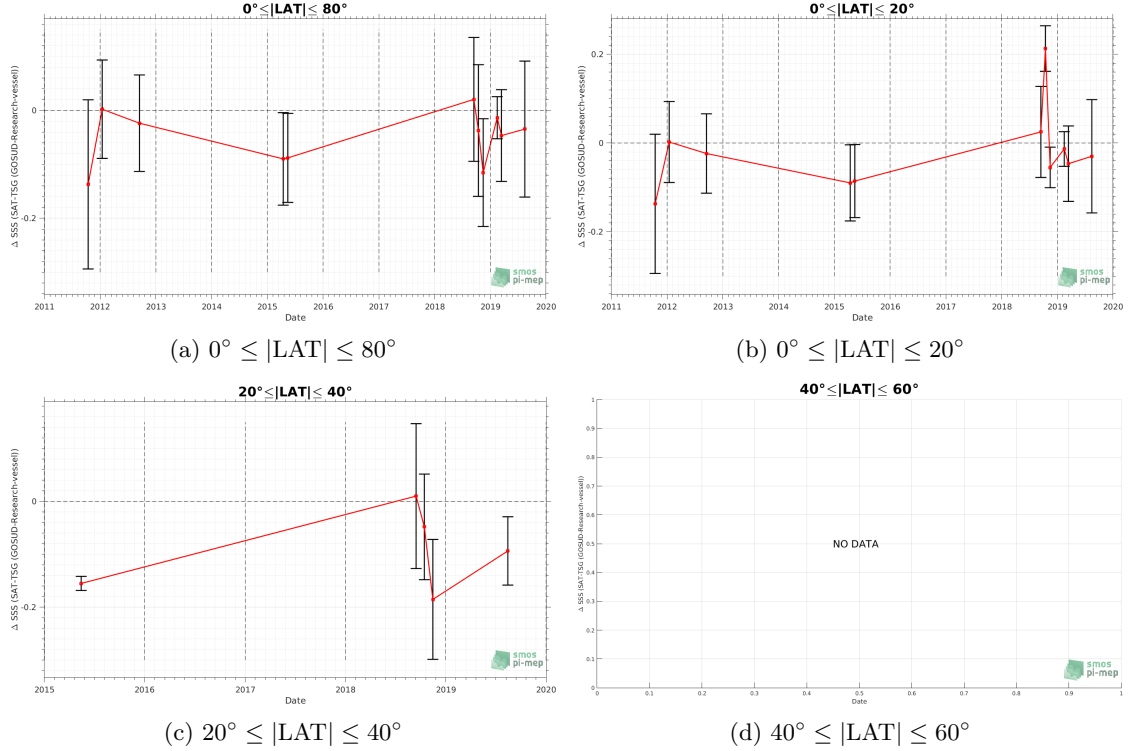 0°≤|LAT|≤ 80°
Δ SSS (SAT-TSG (GOSUD-Research-vessel))
0
-0.2
2011 2012 2013 2014 2015 2016 2017 2018 2019 2020
Date
smos
pi-mep
(a) 0° ≤ |LAT| ≤ 80°
0°≤|LAT|≤ 20°
Δ SSS (SAT-TSG (GOSUD-Research-vessel))
0.2
0
-0.2
2011 2012 2013 2014 2015 2016 2017 2018 2019 2020
Date
smos
pi-mep
(b) 0° ≤ |LAT| ≤ 20°
20°≤|LAT|≤ 40°
Δ SSS (SAT-TSG (GOSUD-Research-vessel))
0
-0.2
2015 2016 2017 2018 2019 2020
Date
smos
pi-mep
(c) 20° ≤ |LAT| ≤ 40°
40°≤|LAT|≤ 60°
Δ SSS (SAT-TSG (GOSUD-Research-vessel))
1
0.9
0.8
0.7
0.6
0.5
0.4
0.3
0.2
0.1
0
NO DATA
0 0.1 0.2 0.3 0.4 0.5 0.6 0.7 0.8 0.9 1
Date
smos
pi-mep
(d) 40° ≤ |LAT| ≤ 60°